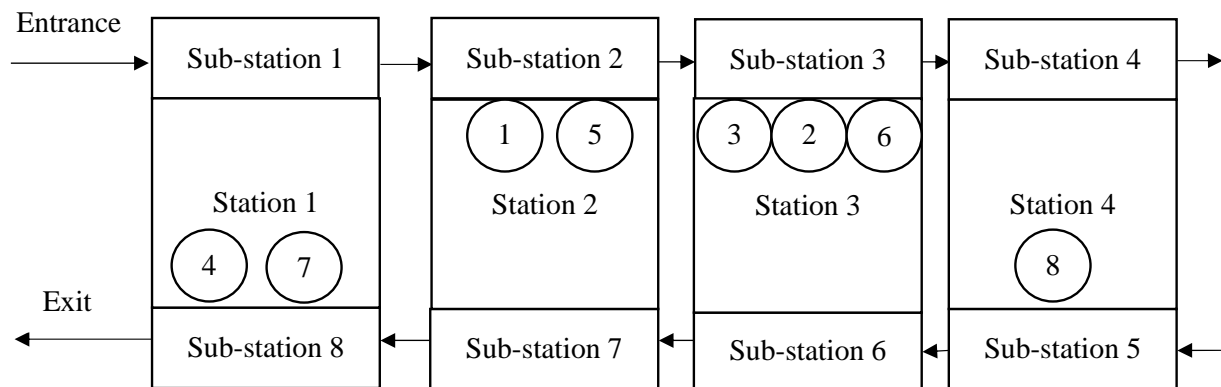 Entrance
Sub-station 1 Sub-station 2 Sub-station 3 Sub-station 4
1 5 3 2 6
Station 1 Station 2 Station 3 Station 4
4 7 8
Exit
Sub-station 8 Sub-station 7 Sub-station 6 Sub-station 5